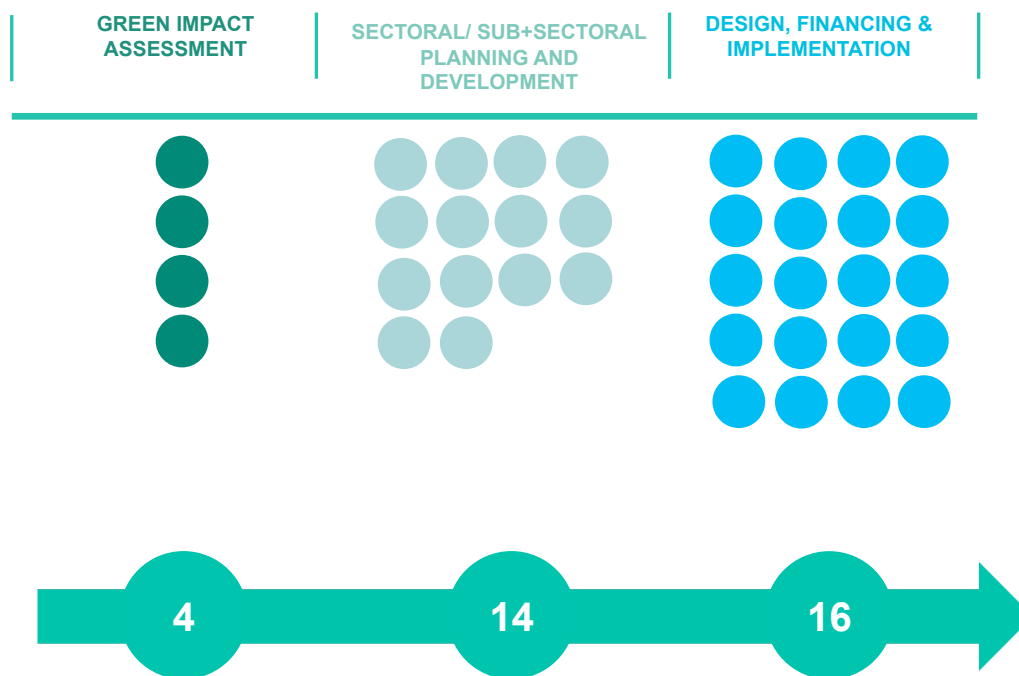 GREEN IMPACT
ASSESSMENT
SECTORAL/ SUB+SECTORAL
PLANNING AND
DEVELOPMENT
DESIGN, FINANCING &
IMPLEMENTATION
4
14
16